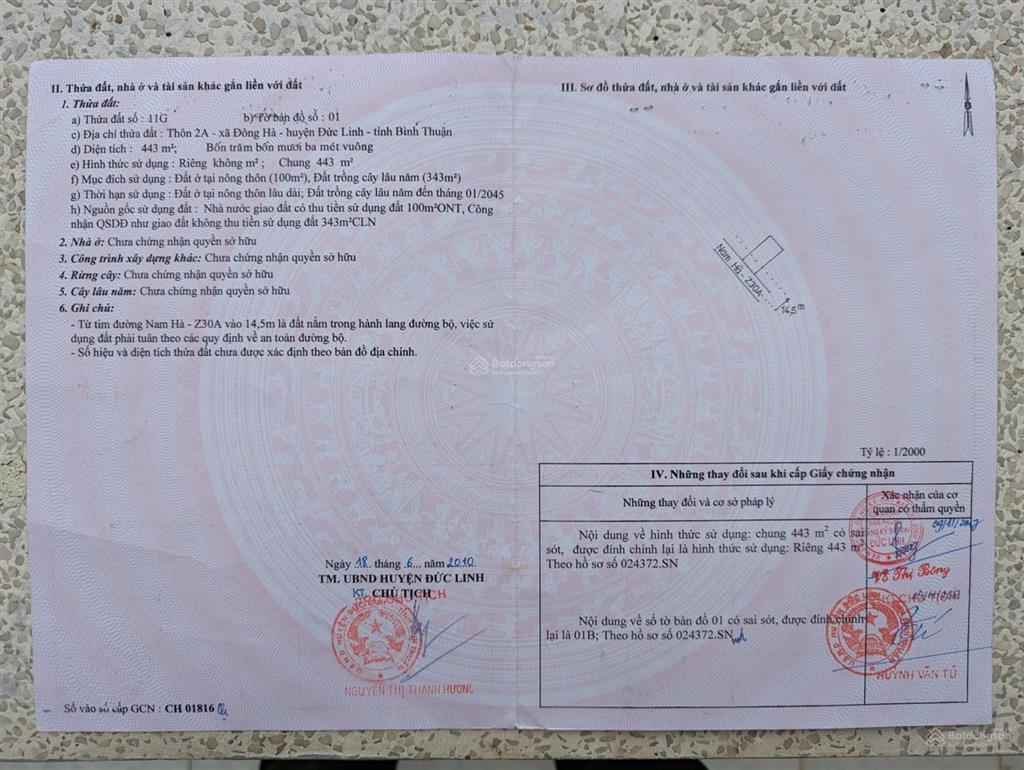 II. Thửa đất, nhà ở và tài sản khác gắn liền với đất
1. Thửa đất:
a) Thửa đất số : 11G b) Tờ bản đồ số : 01
c) Địa chỉ thửa đất : Thôn 2A - xã Đông Hà - huyện Đức Linh - tỉnh Bình Thuận
d) Diện tích : 443 m²; Bốn trăm bốn mươi ba mét vuông
e) Hình thức sử dụng : Riêng không m² ; Chung 443 m²
f) Mục đích sử dụng : Đất ở tại nông thôn (100m²), Đất trồng cây lâu năm (343m²)
g) Thời hạn sử dụng : Đất ở tại nông thôn lâu dài; Đất trồng cây lâu năm đến tháng 01/2045
h) Nguồn gốc sử dụng đất : Nhà nước giao đất có thu tiền sử dụng đất 100m²ONT, Công
nhận QSDĐ như giao đất không thu tiền sử dụng đất 343m²CLN
2. Nhà ở: Chưa chứng nhận quyền sở hữu
3. Công trình xây dựng khác: Chưa chứng nhận quyền sở hữu
4. Rừng cây: Chưa chứng nhận quyền sở hữu
5. Cây lâu năm: Chưa chứng nhận quyền sở hữu
6. Ghi chú:
- Từ tim đường Nam Hà - Z30A vào 14,5m là đất nằm trong hành lang đường bộ, việc sử
dụng đất phải tuân theo các quy định về an toàn đường bộ.
- Số hiệu và diện tích thửa đất chưa được xác định theo bản đồ địa chính.
Ngày 18 tháng 6 năm 2010
TM. UBND HUYỆN ĐỨC LINH
KT. CHỦ TỊCH
NGUYỄN THỊ THANH HƯƠNG
Số vào sổ cấp GCN : CH 01816
III. Sơ đồ thửa đất, nhà ở và tài sản khác gắn liền với đất
B
Nam Hà - Z30A
14,5m
Batdongsan
Tỷ lệ : 1/2000
IV. Những thay đổi sau khi cấp Giấy chứng nhận
Những thay đổi và cơ sở pháp lý
Xác nhận của cơ
quan có thẩm quyền
Nội dung về hình thức sử dụng: chung 443 m² có sai
sót, được đính chính lại là hình thức sử dụng: Riêng 443 m²
Theo hồ sơ số 024372.SN
ĐỨC LINH
Võ Thị Bông
Nội dung về số tờ bản đồ 01 có sai sót, được đính chính
lại là 01B; Theo hồ sơ số 024372.SN
HUỲNH VĂN TÚ
Batdongsan